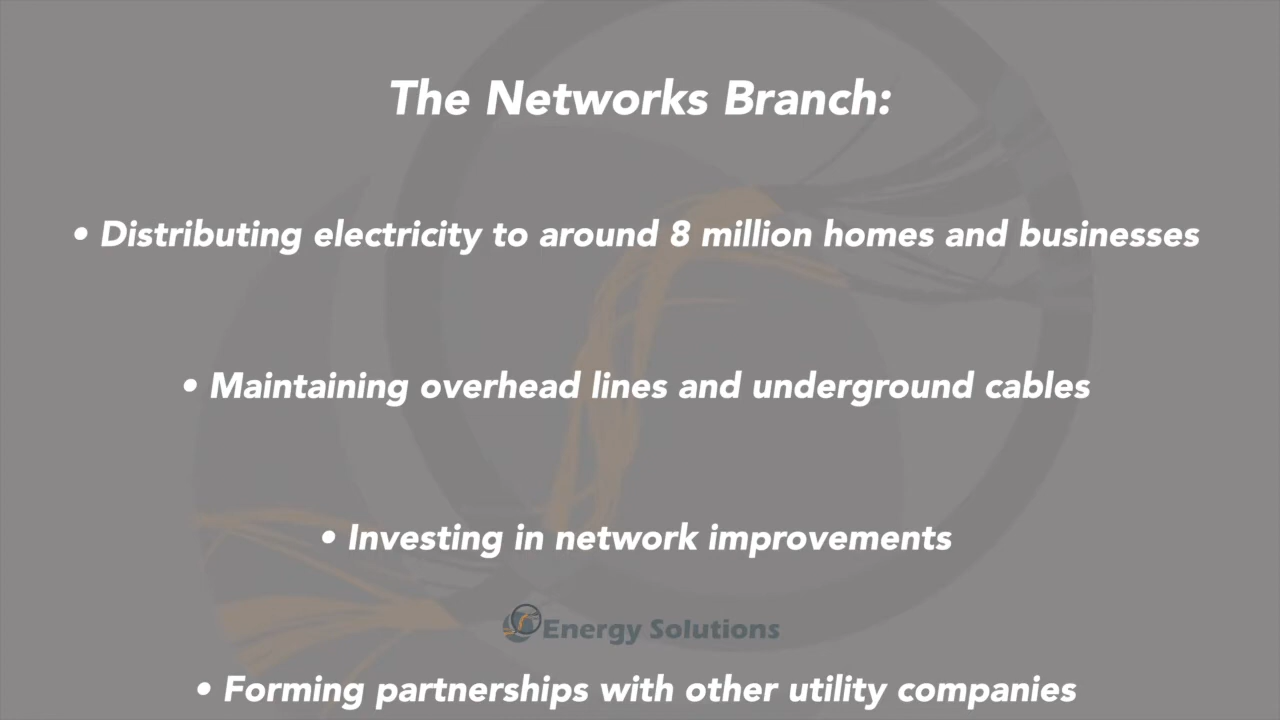 The Networks Branch:
• Distributing electricity to around 8 million homes and businesses
• Maintaining overhead lines and underground cables
• Investing in network improvements
Energy Solutions
• Forming partnerships with other utility companies